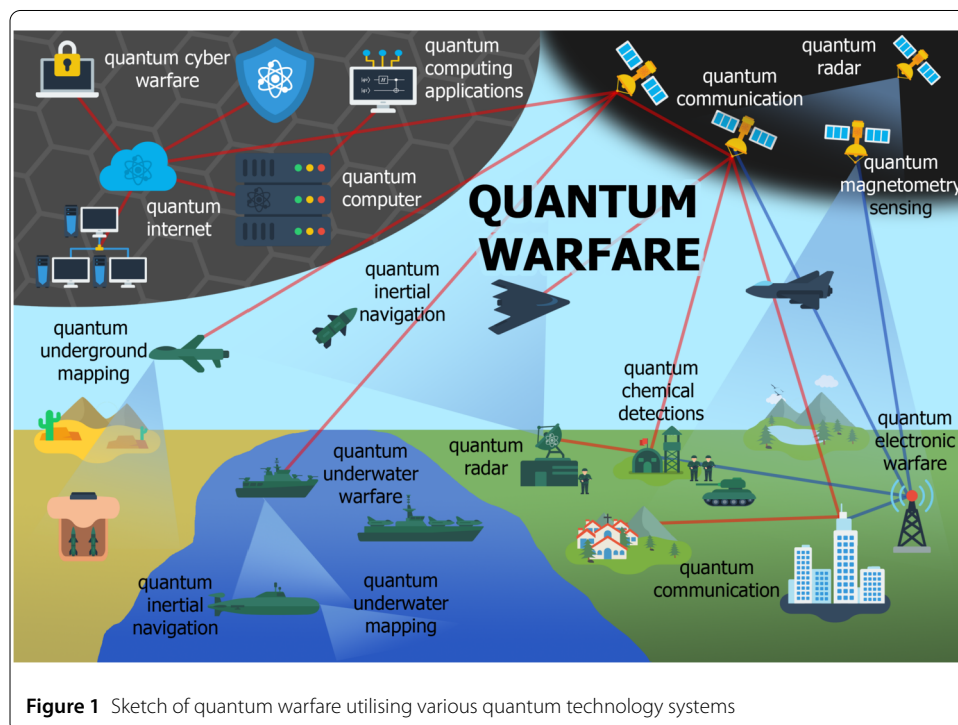 quantum cyber
warfare
quantum
computing
applications
quantum
internet
quantum
computer
quantum
communication
quantum
radar
quantum
magnetometry
sensing
QUANTUM
WARFARE
quantum
inertial
navigation
quantum
underground
mapping
quantum
chemical
detections
quantum
electronic
warfare
quantum
radar
quantum
underwater
warfare
quantum
communication
quantum
inertial
navigation
quantum
underwater
mapping
Figure 1 Sketch of quantum warfare utilising various quantum technology systems